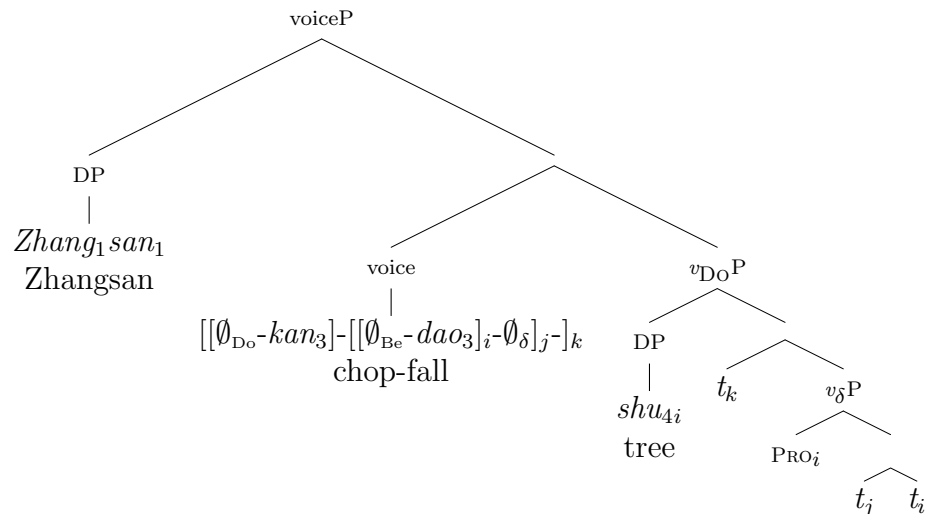 voiceP
DP
Zhang₁san₁
Zhangsan
voice
[[∅Do-kan₃]-[[∅Be-dao₃]ᵢ-∅δ]ⱼ-]ₖ
chop-fall
vDoP
DP
shu₄ᵢ
tree
tₖ
vδP
PROᵢ
tⱼ
tᵢ